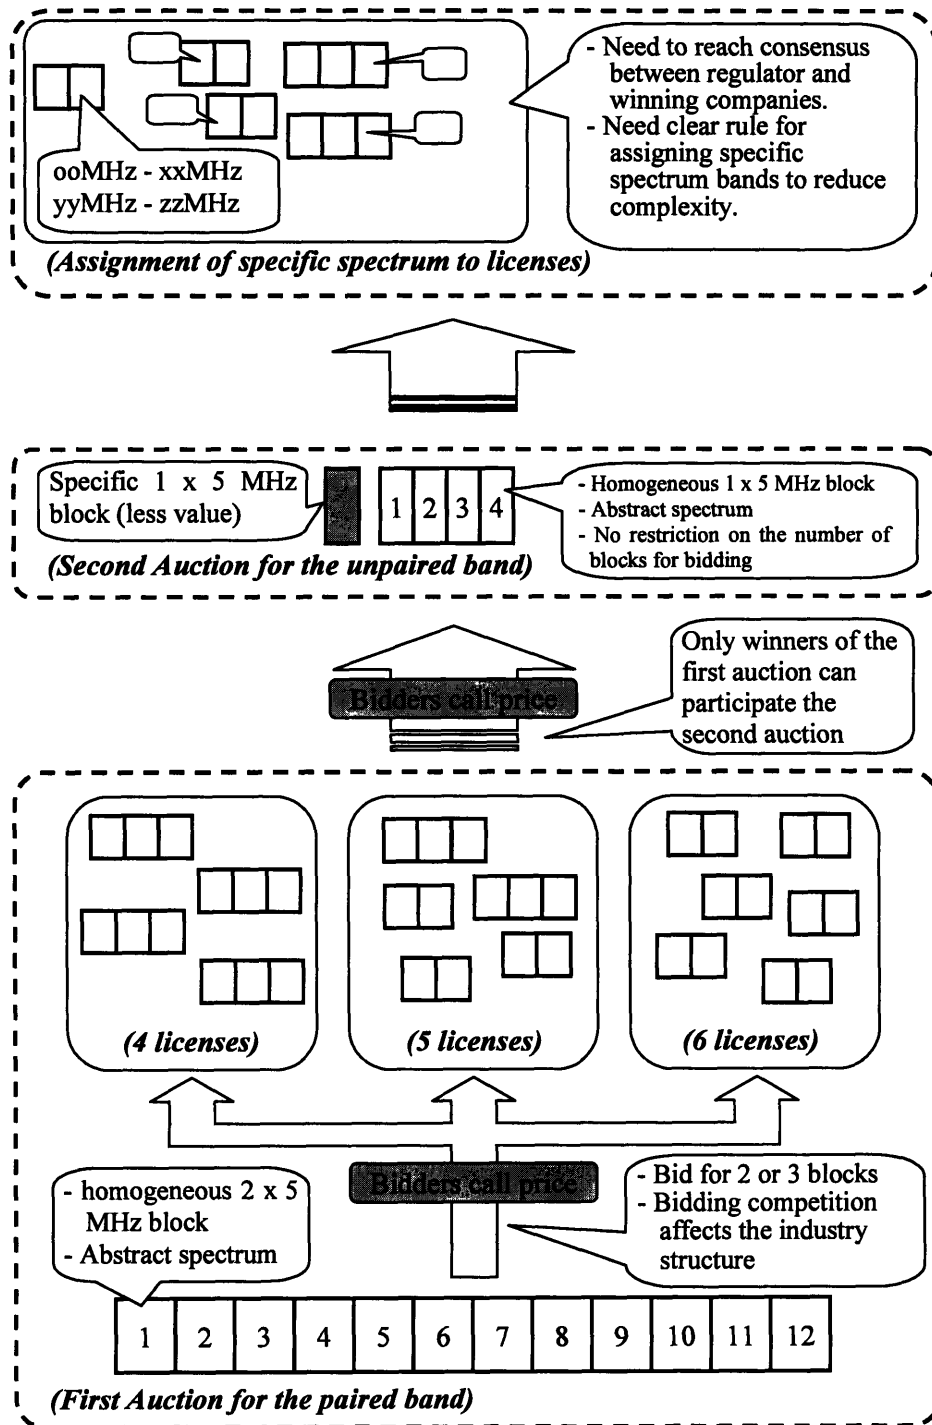 - Need to reach consensus
between regulator and
winning companies.
- Need clear rule for
assigning specific
spectrum bands to reduce
complexity.
ooMHz - xxMHz
yyMHz - zzMHz
(Assignment of specific spectrum to licenses)
Specific 1 x 5 MHz
block (less value)
1 2 3 4
- Homogeneous 1 x 5 MHz block
- Abstract spectrum
- No restriction on the number of
blocks for bidding
(Second Auction for the unpaired band)
Only winners of the
first auction can
participate the
second auction
Bidders call price
(4 licenses)
(5 licenses)
(6 licenses)
Bidders call price
- homogeneous 2 x 5
MHz block
- Abstract spectrum
- Bid for 2 or 3 blocks
- Bidding competition
affects the industry
structure
1 2 3 4 5 6 7 8 9 10 11 12
(First Auction for the paired band)